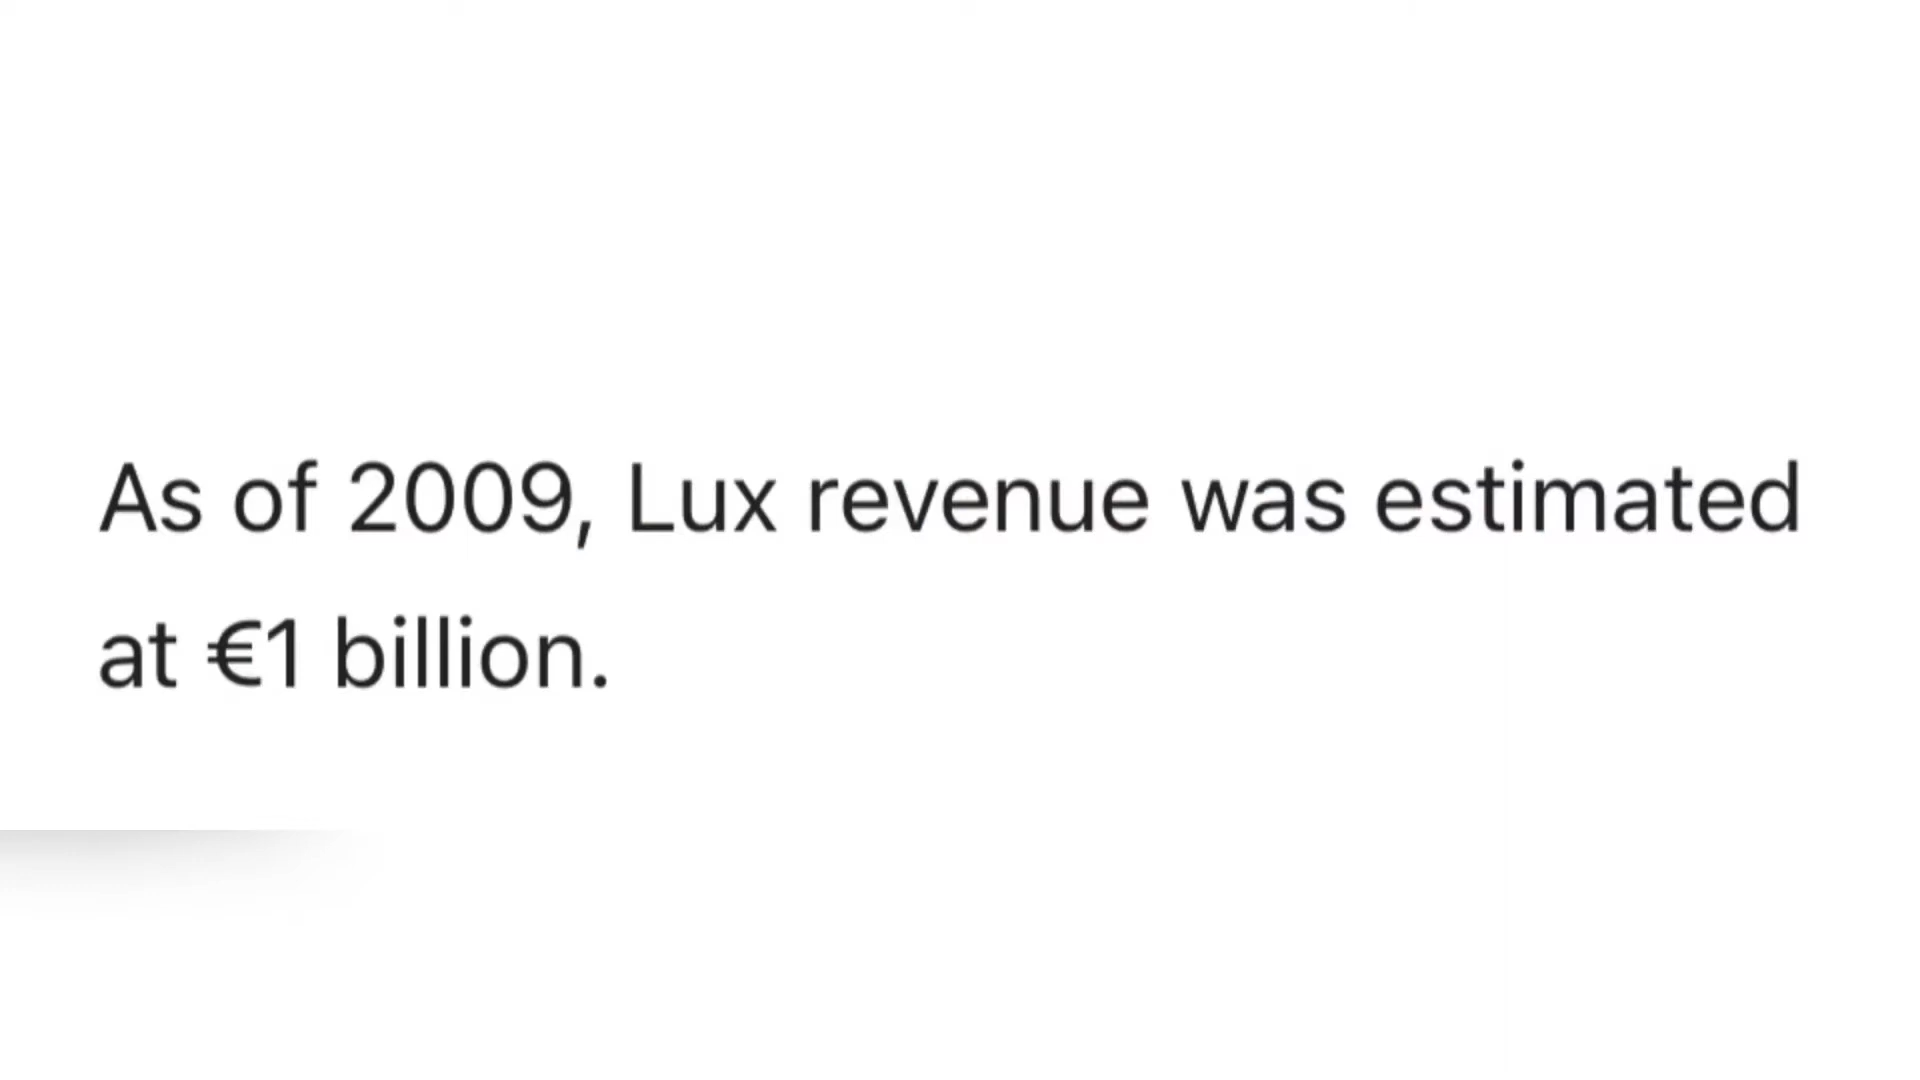 As of 2009, Lux revenue was estimated
at €1 billion.